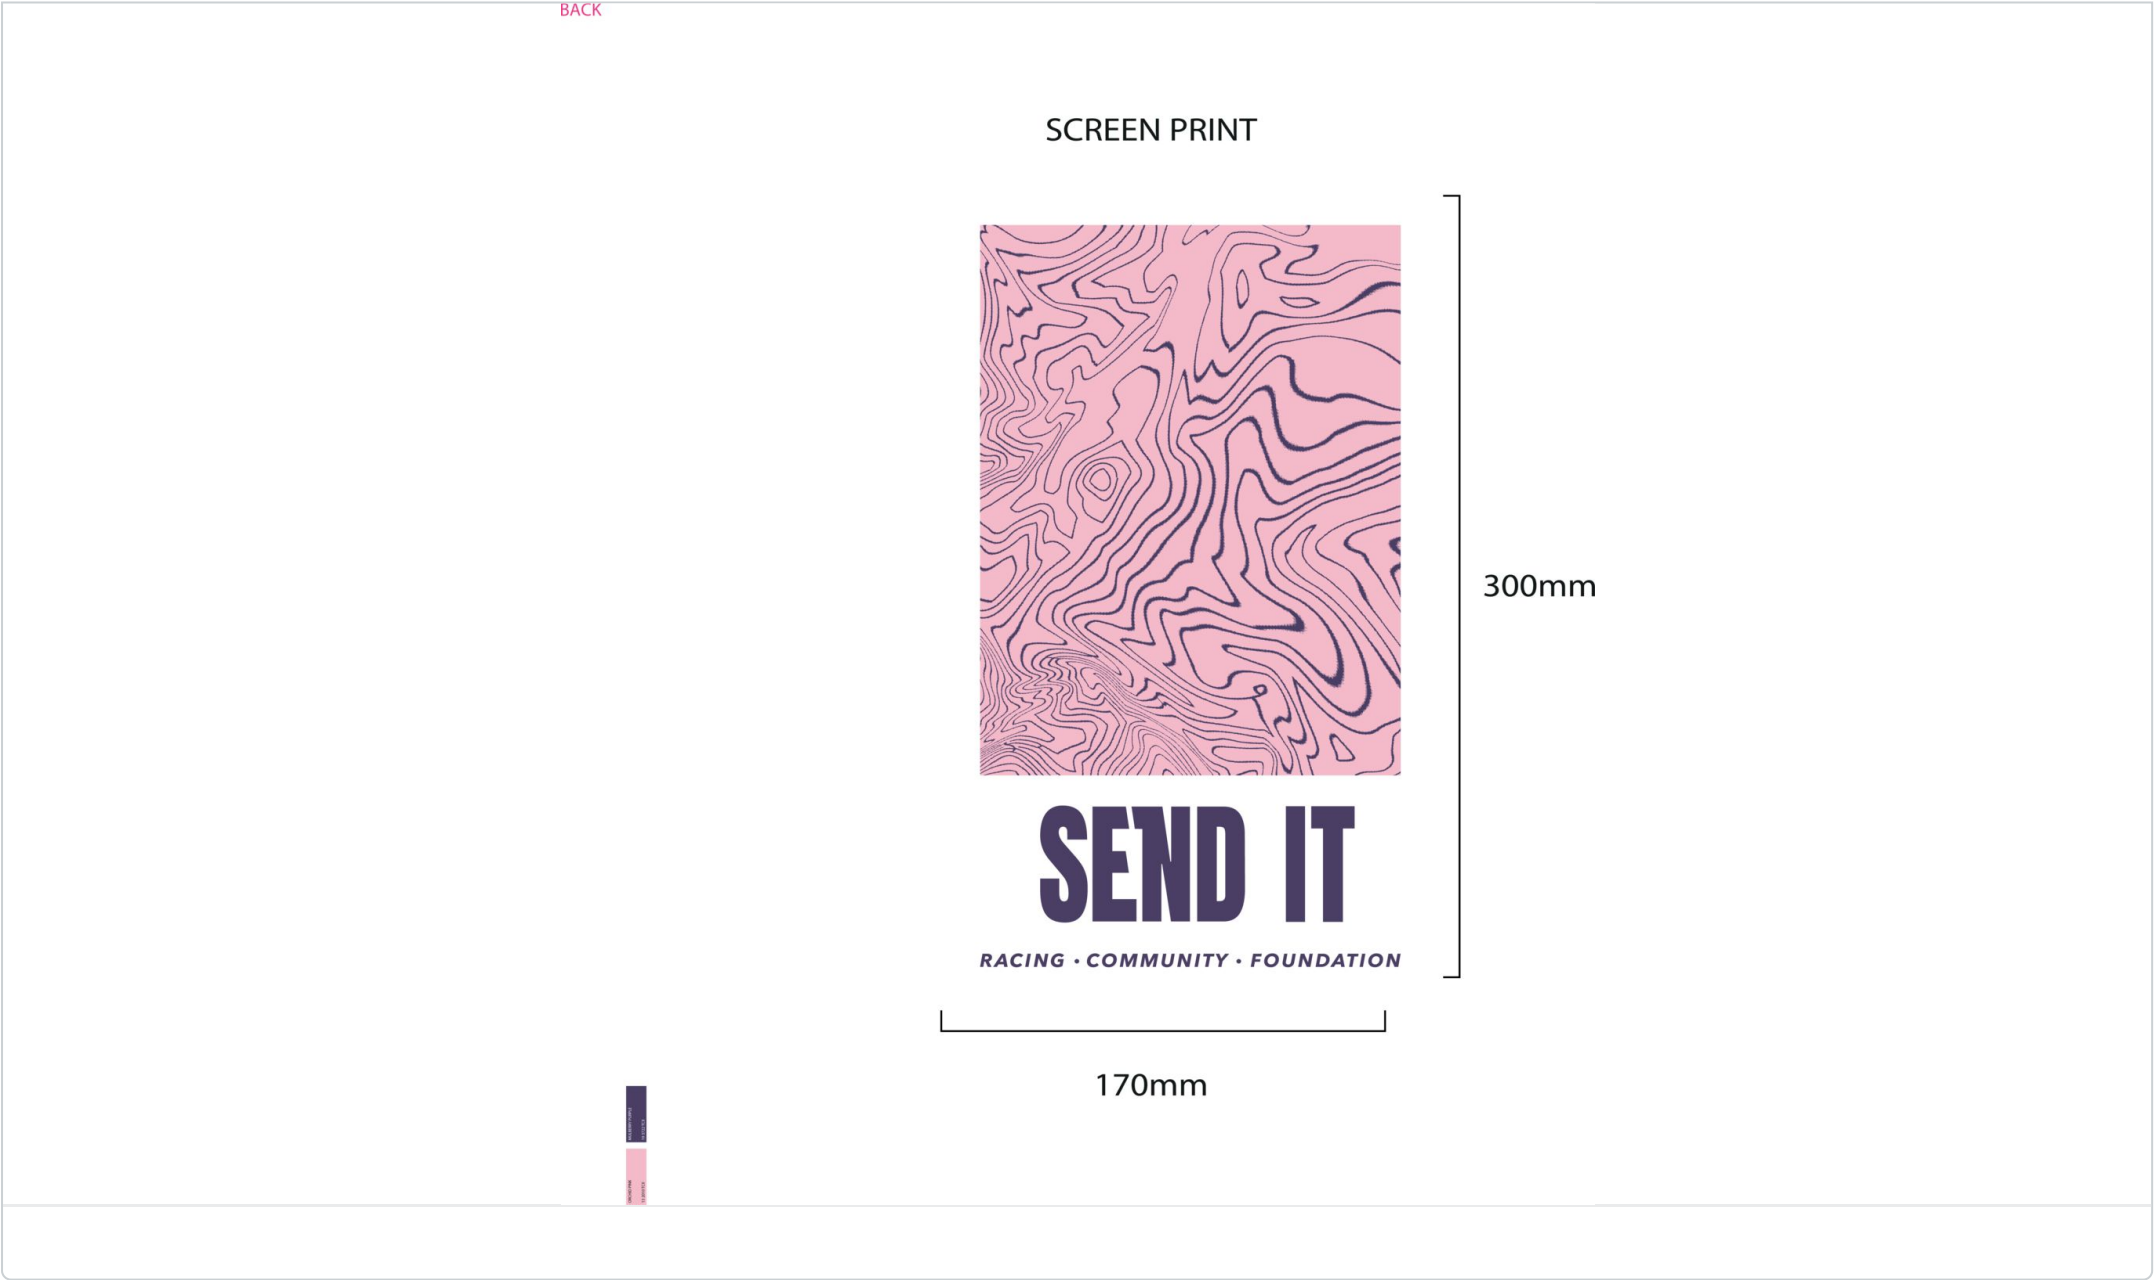 BACK
SCREEN PRINT
300mm
SEND IT
RACING • COMMUNITY • FOUNDATION
170mm